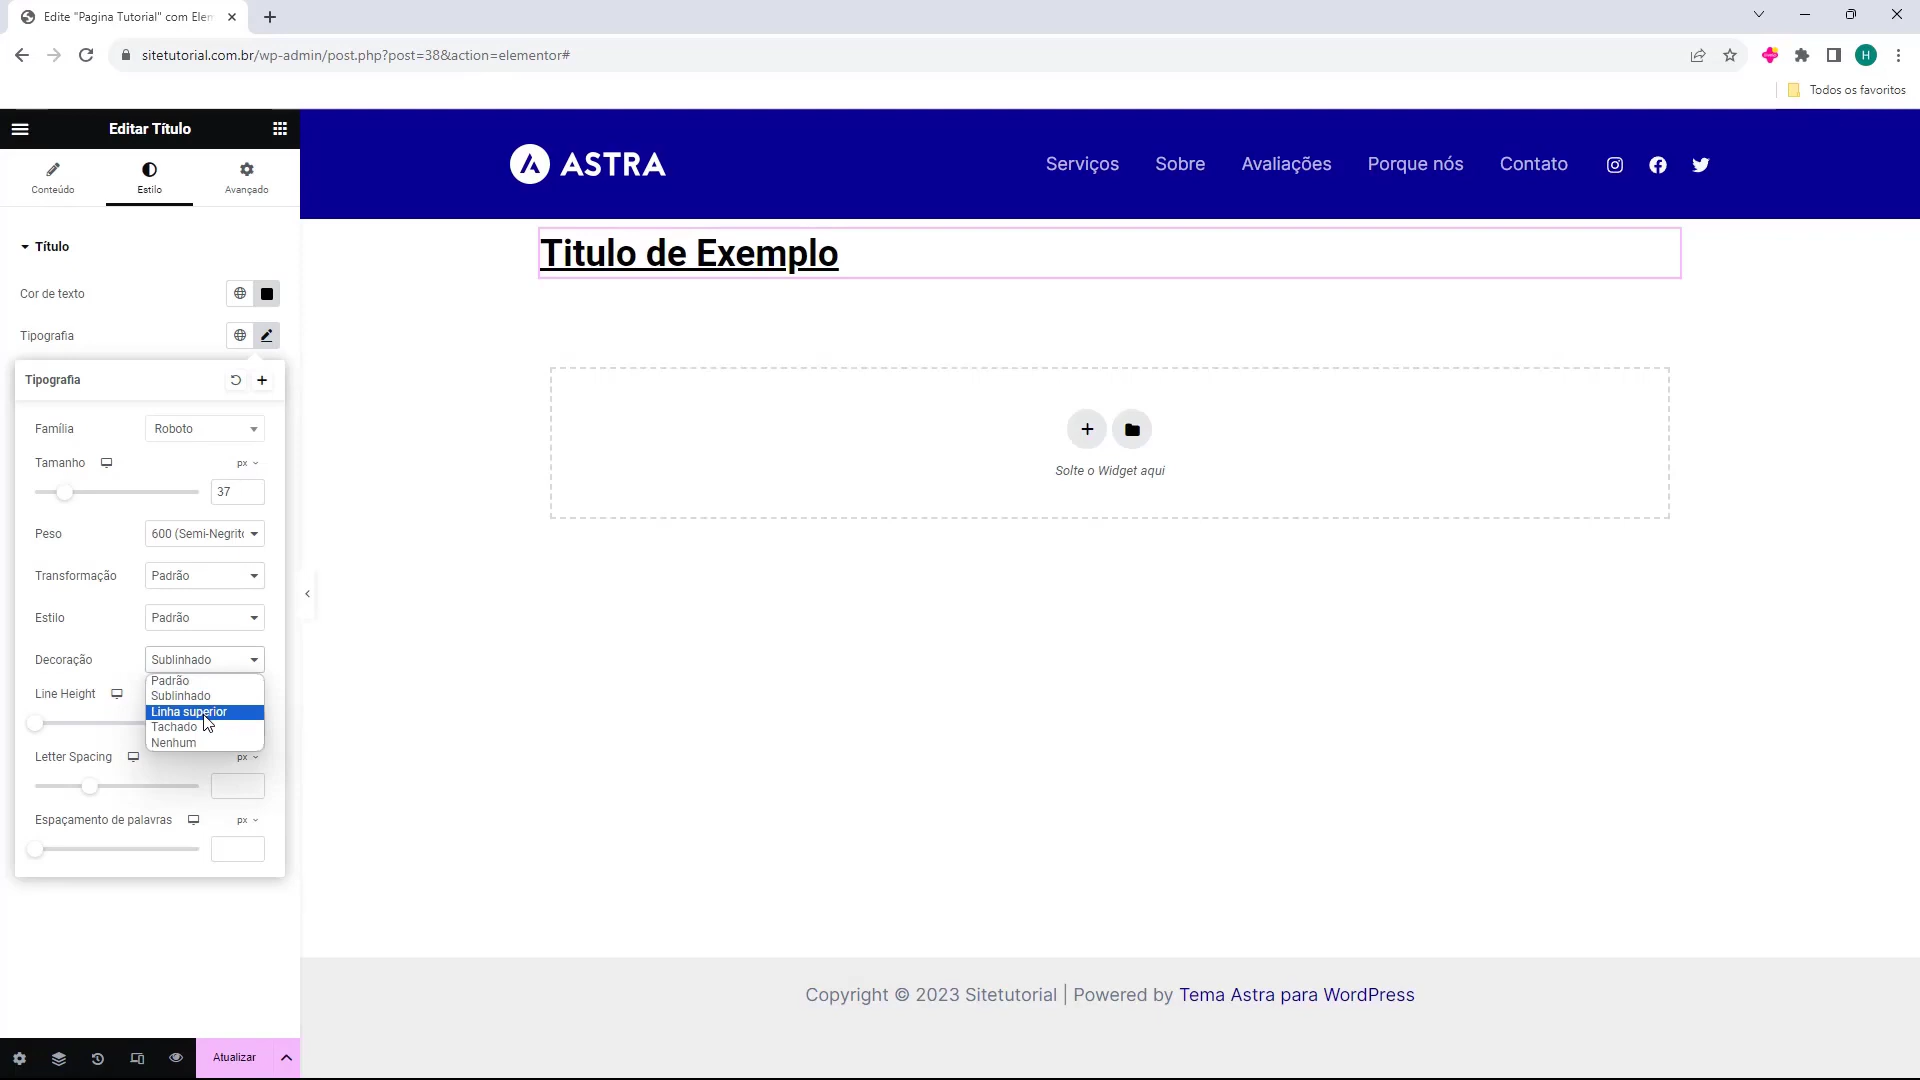 Edite "Pagina Tutorial" com Elem
sitetutorial.com.br/wp-admin/post.php?post=38&action=elementor#
H
Todos os favoritos
Editar Título
Conteúdo
Estilo
Avançado
Título
Cor de texto
Tipografia
Tipografia
Família
Roboto
Tamanho
px
37
Peso
600 (Semi-Negrito
Transformação
Padrão
Estilo
Padrão
Decoração
Sublinhado
Padrão
Sublinhado
Linha superior
Tachado
Nenhum
Line Height
Letter Spacing
px
Espaçamento de palavras
px
Atualizar
ASTRA
Serviços
Sobre
Avaliações
Porque nós
Contato
Titulo de Exemplo
Solte o Widget aqui
Copyright © 2023 Sitetutorial | Powered by Tema Astra para WordPress